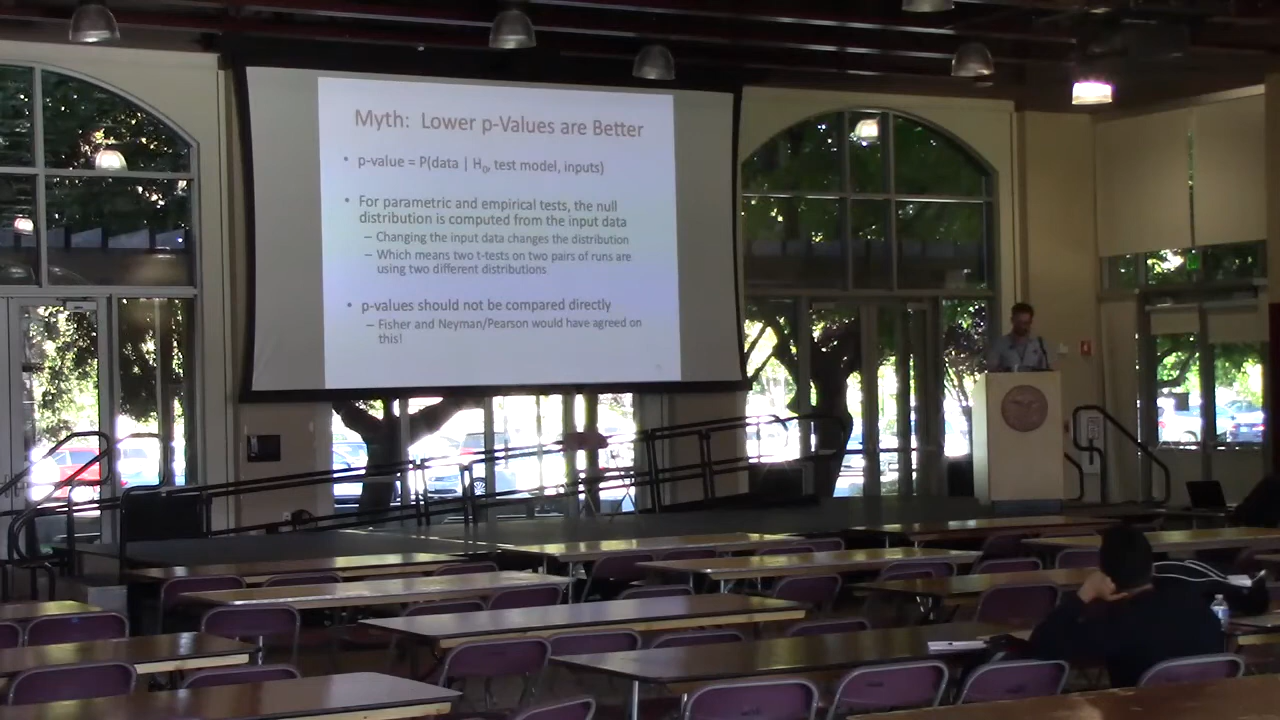 Myth: Lower p-Values are Better
• p-value = P(data | H₀, test model, inputs)
• For parametric and empirical tests, the null
distribution is computed from the input data
– Changing the input data changes the distribution
– Which means two t-tests on two pairs of runs are
using two different distributions
• p-values should not be compared directly
– Fisher and Neyman/Pearson would have agreed on
this!